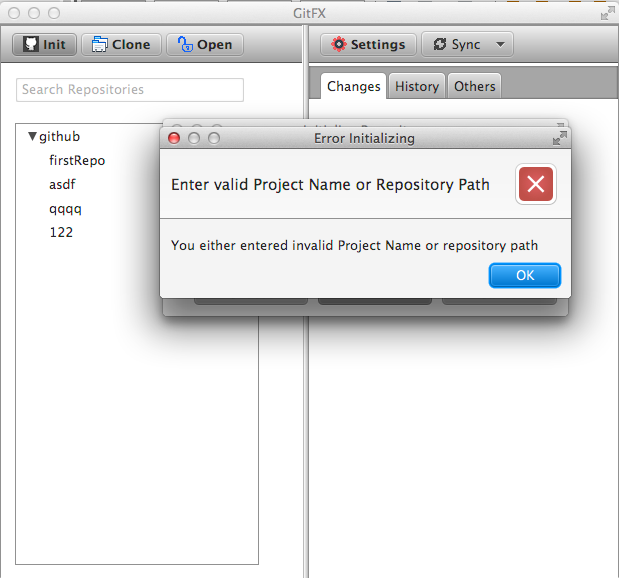 GitFX
Init Clone Open Settings Sync
Search Repositories
Changes History Others
github
firstRepo
asdf
qqqq
122
Error Initializing
Enter valid Project Name or Repository Path
You either entered invalid Project Name or repository path
OK